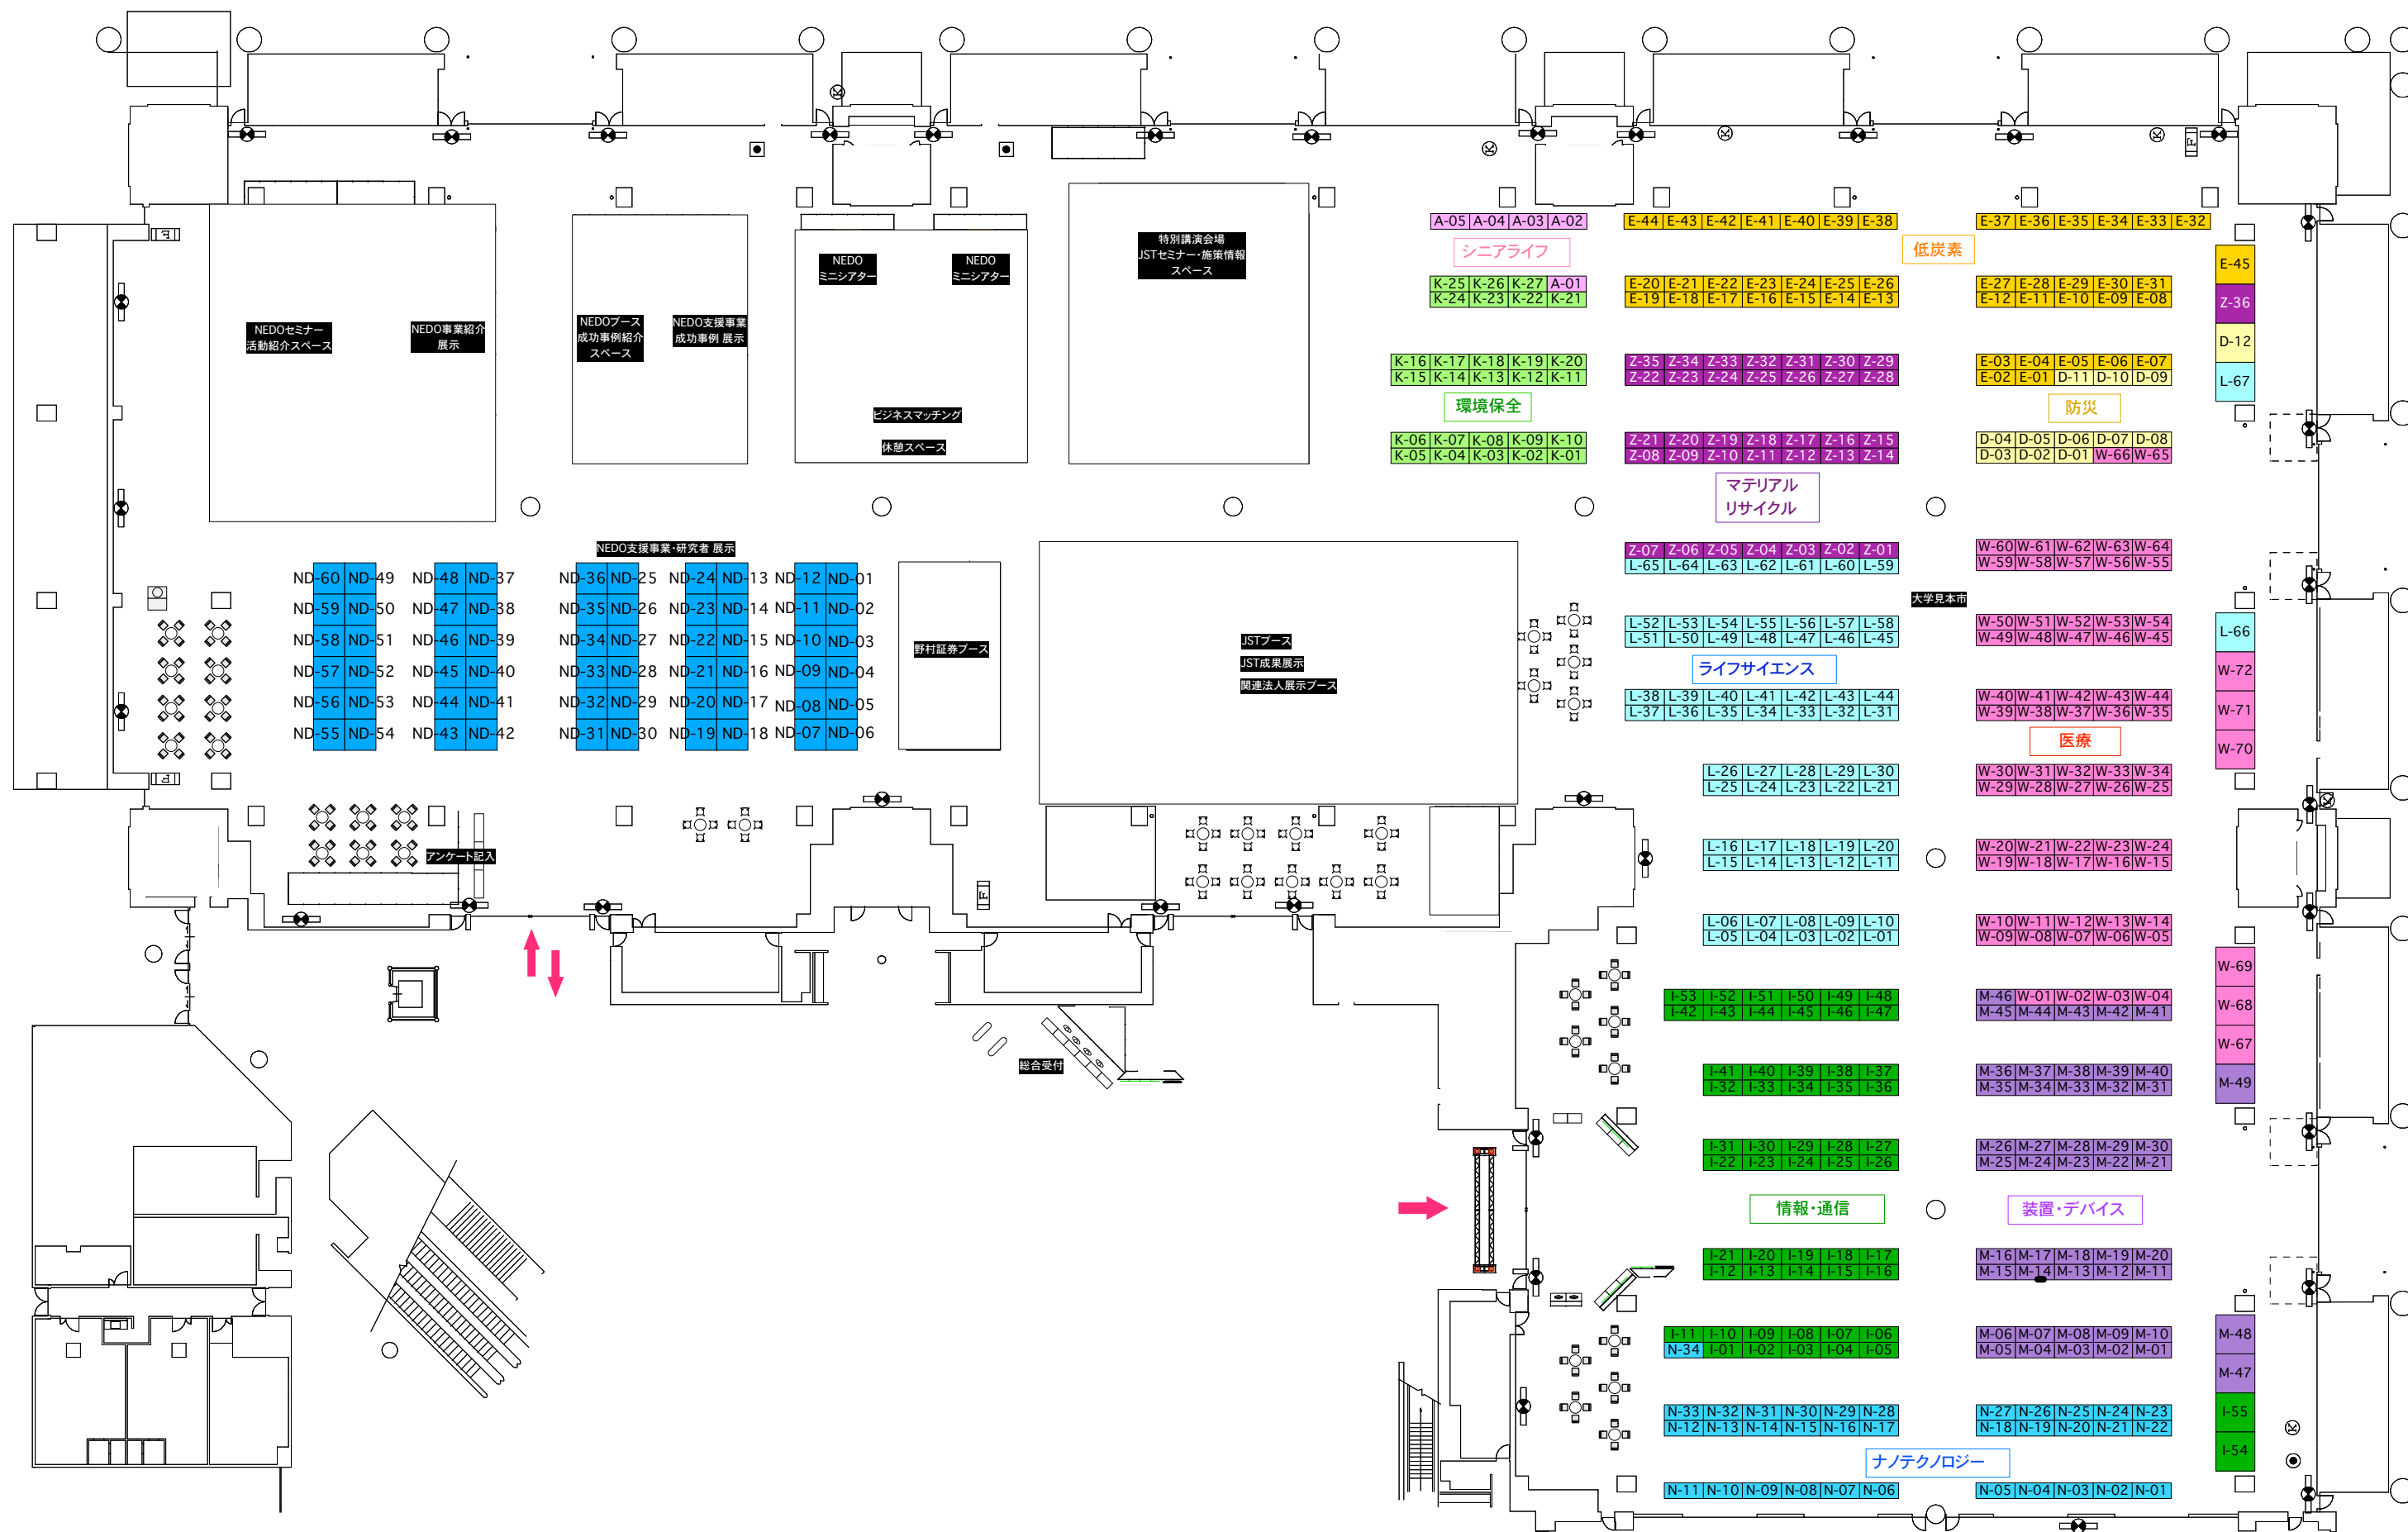 A-05 A-04 A-03 A-02
E-44 E-43 E-42 E-41 E-40 E-39 E-38
E-37 E-36 E-35 E-34 E-33 E-32
シニアライフ
低炭素
特別講演会場
JSTセミナー・施策情報
スペース
NEDO
ミニシアター
NEDO
ミニシアター
E-45
Z-36
D-12
L-67
K-25 K-26 K-27 A-01
K-24 K-23 K-22 K-21
E-20 E-21 E-22 E-23 E-24 E-25 E-26
E-19 E-18 E-17 E-16 E-15 E-14 E-13
E-27 E-28 E-29 E-30 E-31
E-12 E-11 E-10 E-09 E-08
NEDOセミナー
活動紹介スペース
NEDO事業紹介
展示
NEDOブース
成功事例紹介
スペース
NEDO支援事業
成功事例 展示
K-16 K-17 K-18 K-19 K-20
K-15 K-14 K-13 K-12 K-11
Z-35 Z-34 Z-33 Z-32 Z-31 Z-30 Z-29
Z-22 Z-23 Z-24 Z-25 Z-26 Z-27 Z-28
E-03 E-04 E-05 E-06 E-07
E-02 E-01 D-11 D-10 D-09
ビジネスマッチング
休憩スペース
環境保全
防災
K-06 K-07 K-08 K-09 K-10
K-05 K-04 K-03 K-02 K-01
Z-21 Z-20 Z-19 Z-18 Z-17 Z-16 Z-15
Z-08 Z-09 Z-10 Z-11 Z-12 Z-13 Z-14
D-04 D-05 D-06 D-07 D-08
D-03 D-02 D-01 W-66 W-65
マテリアル
リサイクル
NEDO支援事業・研究者 展示
Z-07 Z-06 Z-05 Z-04 Z-03 Z-02 Z-01
L-65 L-64 L-63 L-62 L-61 L-60 L-59
W-60 W-61 W-62 W-63 W-64
W-59 W-58 W-57 W-56 W-55
ND-60 ND-49 ND-48 ND-37 ND-36 ND-25 ND-24 ND-13 ND-12 ND-01
ND-59 ND-50 ND-47 ND-38 ND-35 ND-26 ND-23 ND-14 ND-11 ND-02
ND-58 ND-51 ND-46 ND-39 ND-34 ND-27 ND-22 ND-15 ND-10 ND-03
ND-57 ND-52 ND-45 ND-40 ND-33 ND-28 ND-21 ND-16 ND-09 ND-04
ND-56 ND-53 ND-44 ND-41 ND-32 ND-29 ND-20 ND-17 ND-08 ND-05
ND-55 ND-54 ND-43 ND-42 ND-31 ND-30 ND-19 ND-18 ND-07 ND-06
野村証券ブース
JSTブース
JST成果展示
関連法人展示ブース
大学見本市
L-52 L-53 L-54 L-55 L-56 L-57 L-58
L-51 L-50 L-49 L-48 L-47 L-46 L-45
W-50 W-51 W-52 W-53 W-54
W-49 W-48 W-47 W-46 W-45
L-66
W-72
W-71
W-70
ライフサイエンス
L-38 L-39 L-40 L-41 L-42 L-43 L-44
L-37 L-36 L-35 L-34 L-33 L-32 L-31
W-40 W-41 W-42 W-43 W-44
W-39 W-38 W-37 W-36 W-35
医療
L-26 L-27 L-28 L-29 L-30
L-25 L-24 L-23 L-22 L-21
W-30 W-31 W-32 W-33 W-34
W-29 W-28 W-27 W-26 W-25
アンケート記入
L-16 L-17 L-18 L-19 L-20
L-15 L-14 L-13 L-12 L-11
W-20 W-21 W-22 W-23 W-24
W-19 W-18 W-17 W-16 W-15
L-06 L-07 L-08 L-09 L-10
L-05 L-04 L-03 L-02 L-01
W-10 W-11 W-12 W-13 W-14
W-09 W-08 W-07 W-06 W-05
W-69
W-68
W-67
M-49
I-53 I-52 I-51 I-50 I-49 I-48
I-42 I-43 I-44 I-45 I-46 I-47
M-46 W-01 W-02 W-03 W-04
M-45 M-44 M-43 M-42 M-41
総合受付
I-41 I-40 I-39 I-38 I-37
I-32 I-33 I-34 I-35 I-36
M-36 M-37 M-38 M-39 M-40
M-35 M-34 M-33 M-32 M-31
I-31 I-30 I-29 I-28 I-27
I-22 I-23 I-24 I-25 I-26
M-26 M-27 M-28 M-29 M-30
M-25 M-24 M-23 M-22 M-21
情報・通信
装置・デバイス
I-21 I-20 I-19 I-18 I-17
I-12 I-13 I-14 I-15 I-16
M-16 M-17 M-18 M-19 M-20
M-15 M-14 M-13 M-12 M-11
I-11 I-10 I-09 I-08 I-07 I-06
N-34 I-01 I-02 I-03 I-04 I-05
M-06 M-07 M-08 M-09 M-10
M-05 M-04 M-03 M-02 M-01
M-48
M-47
I-55
I-54
N-33 N-32 N-31 N-30 N-29 N-28
N-12 N-13 N-14 N-15 N-16 N-17
N-27 N-26 N-25 N-24 N-23
N-18 N-19 N-20 N-21 N-22
ナノテクノロジー
N-11 N-10 N-09 N-08 N-07 N-06
N-05 N-04 N-03 N-02 N-01